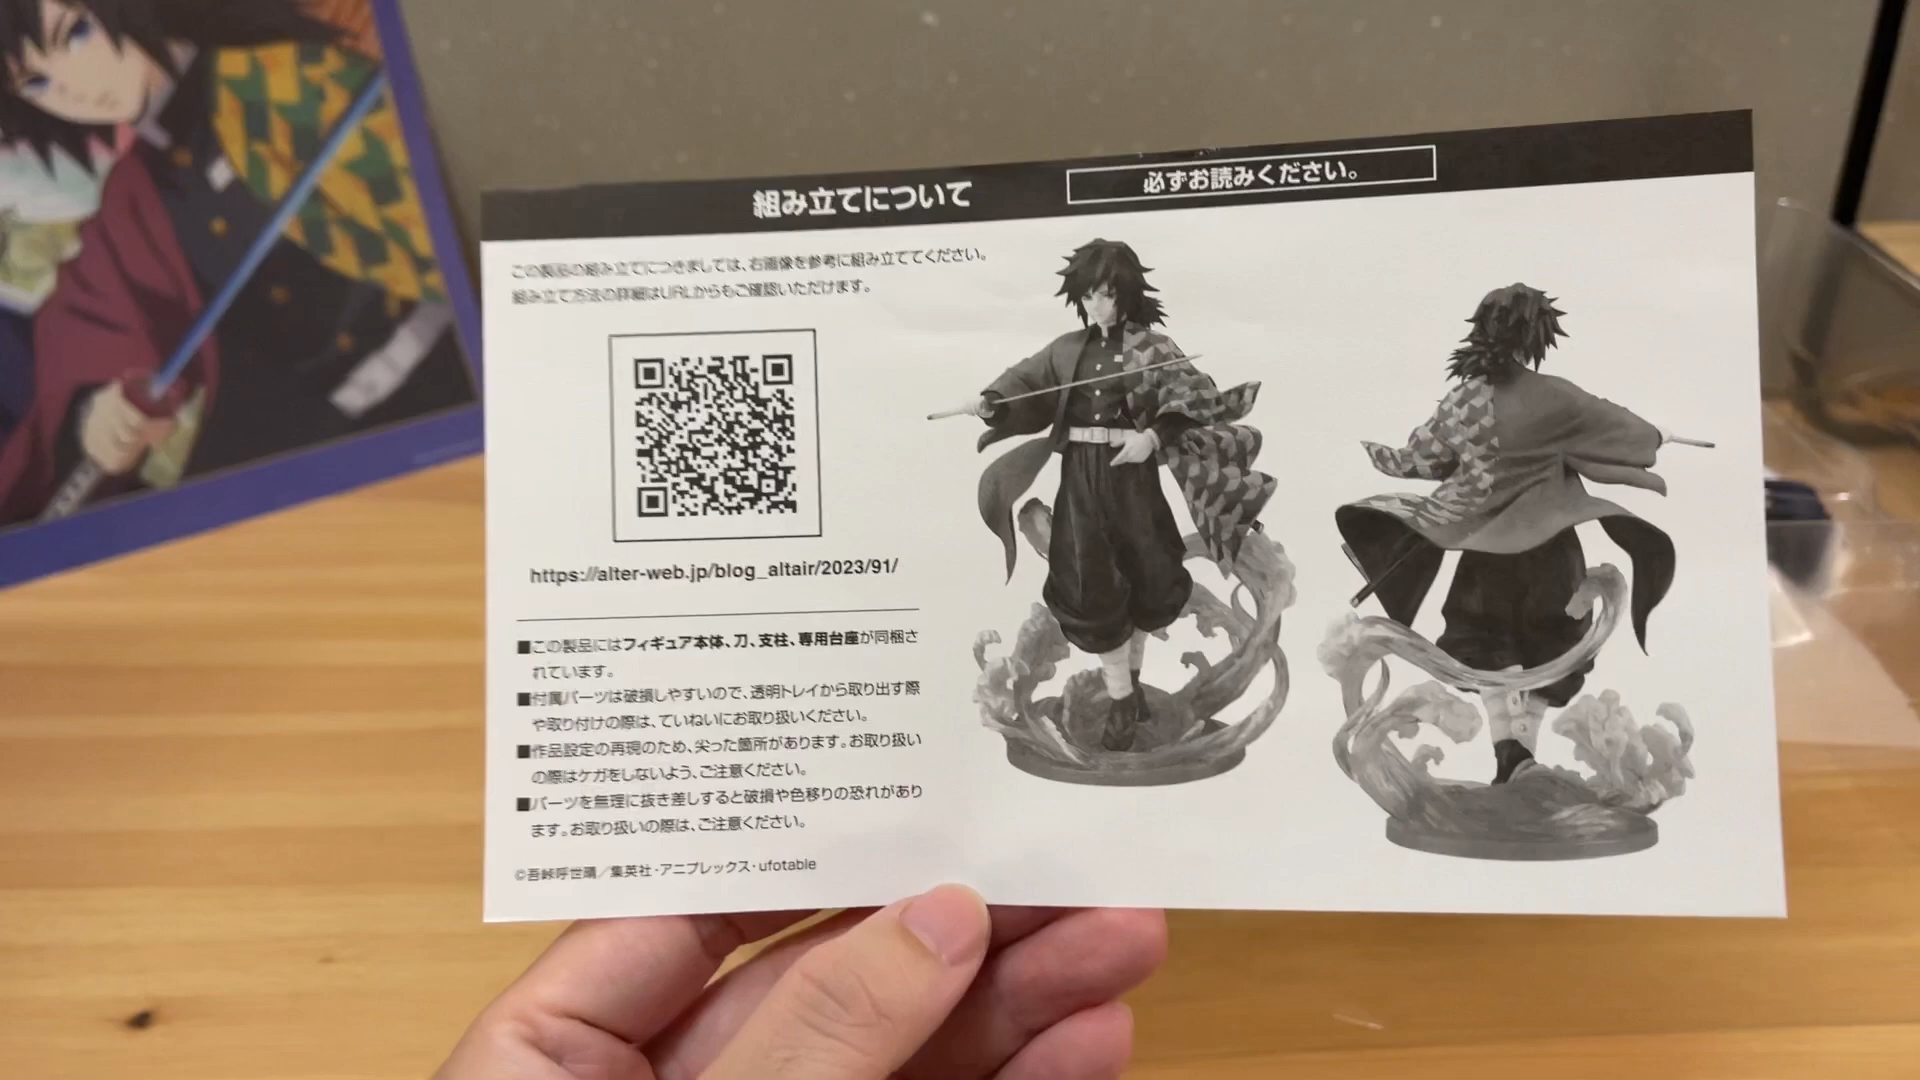 組み立てについて
必ずお読みください。
この製品の組み立てにつきましては、右画像を参考に組み立ててください。
組み立て方法の詳細はURLからもご確認いただけます。
https://alter-web.jp/blog_altair/2023/91/
■この製品にはフィギュア本体、刀、支柱、専用台座が同梱さ
れています。
■付属パーツは破損しやすいので、透明トレイから取り出す際
や取り付けの際は、ていねいにお取り扱いください。
■作品設定の再現のため、尖った箇所があります。お取り扱い
の際はケガをしないよう、ご注意ください。
■パーツを無理に抜き差しすると破損や色移りの恐れがあり
ます。お取り扱いの際は、ご注意ください。
©吾峠呼世晴／集英社・アニプレックス・ufotable